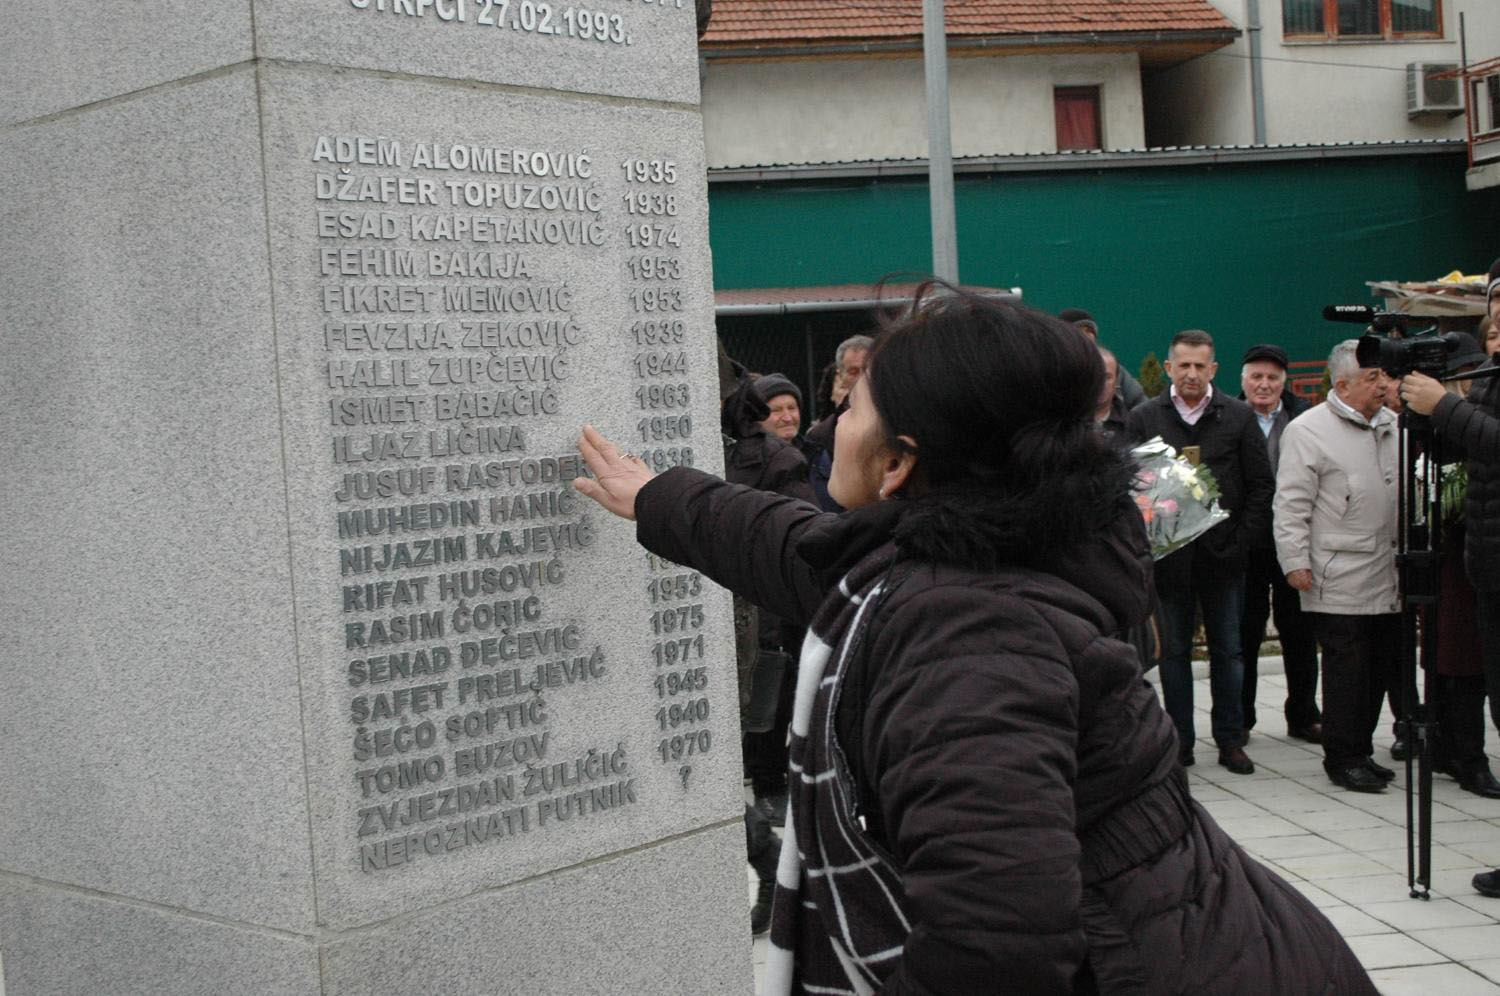 ŠTRPCI 27.02.1993.
ADEM ALOMEROVIĆ 1935
DŽAFER TOPUZOVIĆ 1938
ESAD KAPETANOVIĆ 1974
FEHIM BAKIJA 1953
FIKRET MEMOVIĆ 1953
FEVZIJA ZEKOVIĆ 1939
HALIL ZUPČEVIĆ 1944
ISMET BABAČIĆ 1963
ILJAZ LIČINA 1950
JUSUF RASTODER 1938
MUHEDIN HANIĆ
NIJAZIM KAJEVIĆ
RIFAT HUSOVIĆ 1953
RASIM ĆORIĆ 1975
SENAD ĐEČEVIĆ 1971
SAFET PRELJEVIĆ 1945
ŠEĆO SOFTIĆ 1940
TOMO BUZOV 1970
ZVJEZDAN ŽULIČIĆ ?
NEPOZNATI PUTNIK